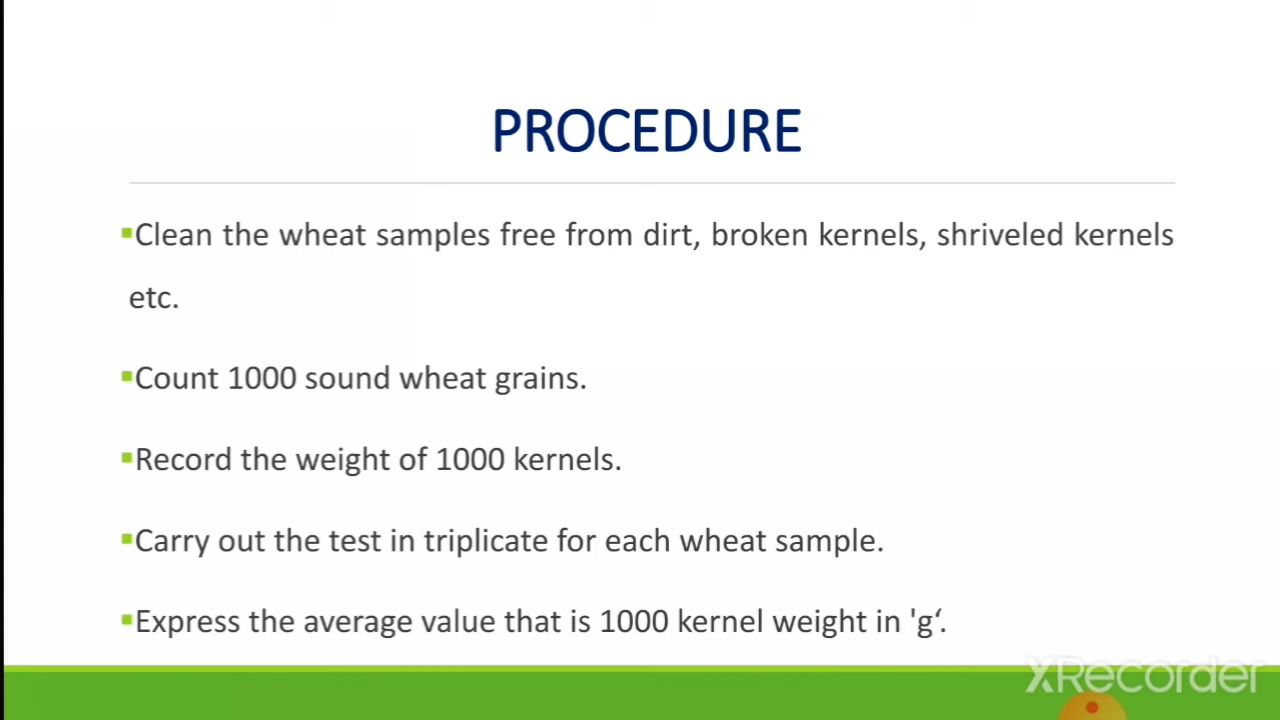 PROCEDURE
▪Clean the wheat samples free from dirt, broken kernels, shriveled kernels
etc.
▪Count 1000 sound wheat grains.
▪Record the weight of 1000 kernels.
▪Carry out the test in triplicate for each wheat sample.
▪Express the average value that is 1000 kernel weight in 'g‘.
XRecorder